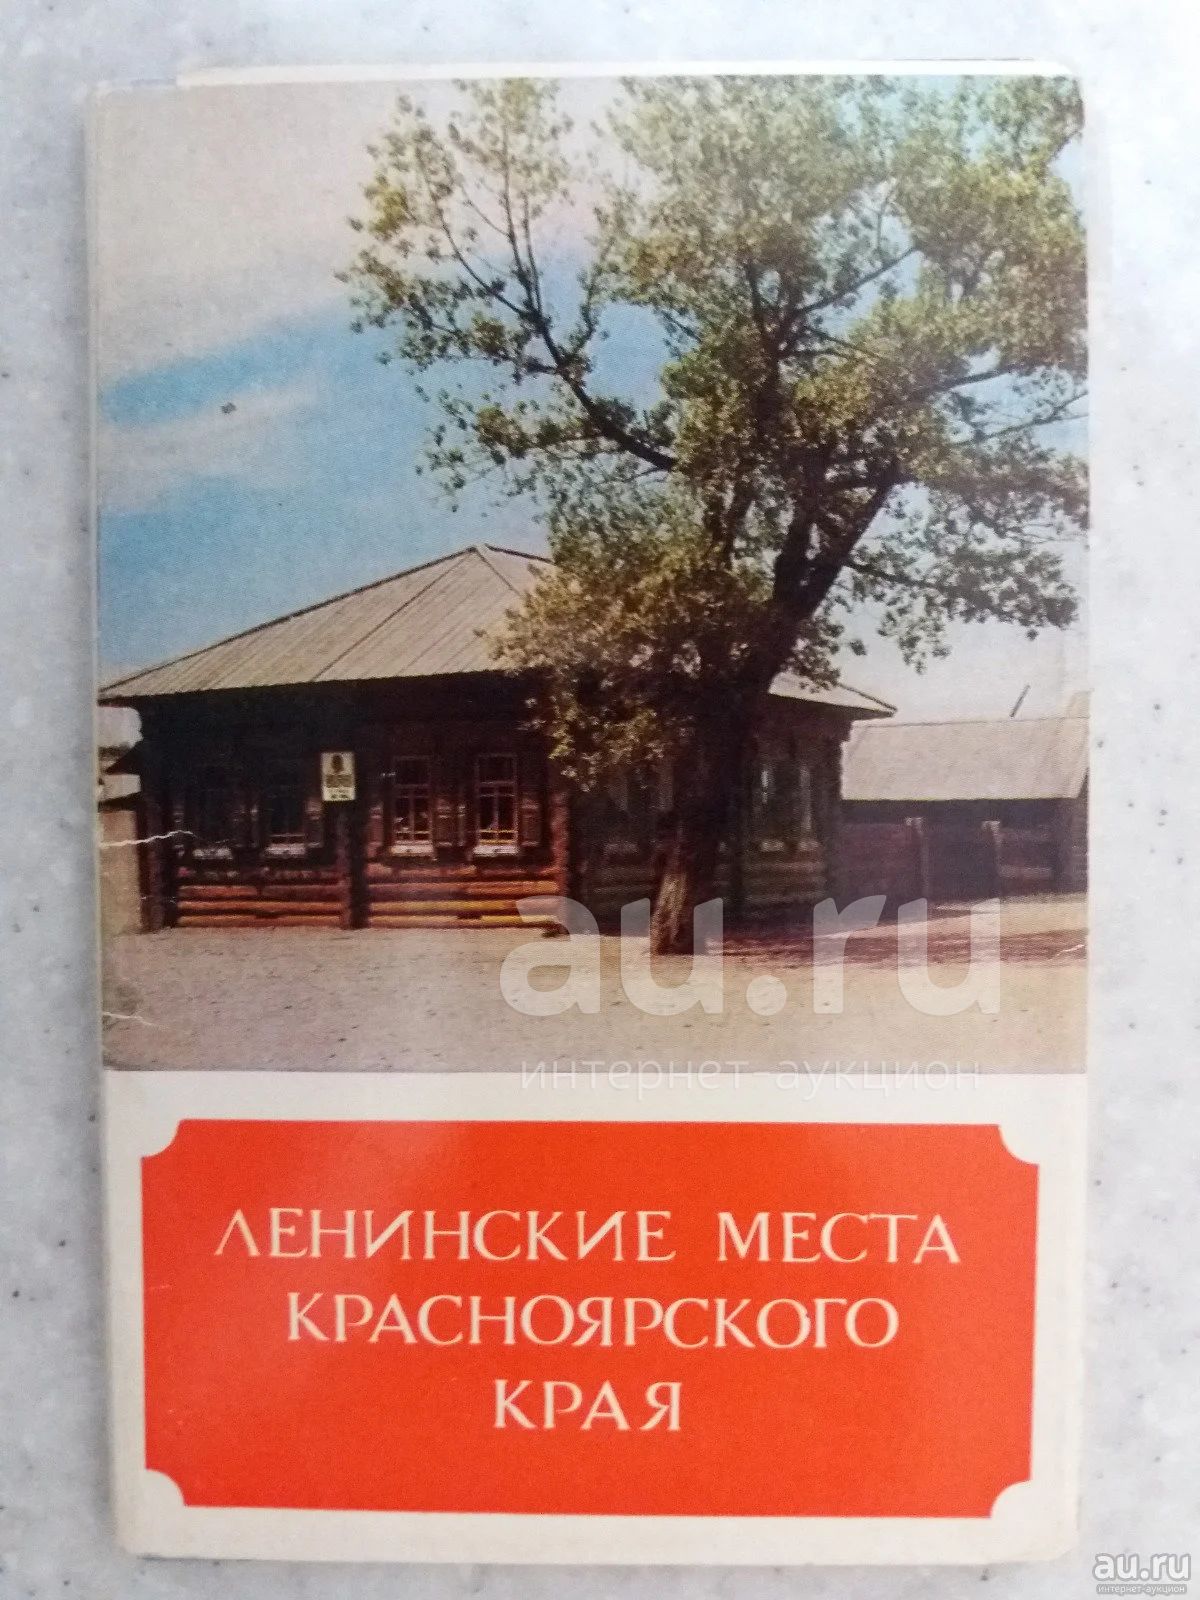 au.ru
интернет-аукцион
ЛЕНИНСКИЕ МЕСТА
КРАСНОЯРСКОГО
КРАЯ
au.ru
интернет-аукцион